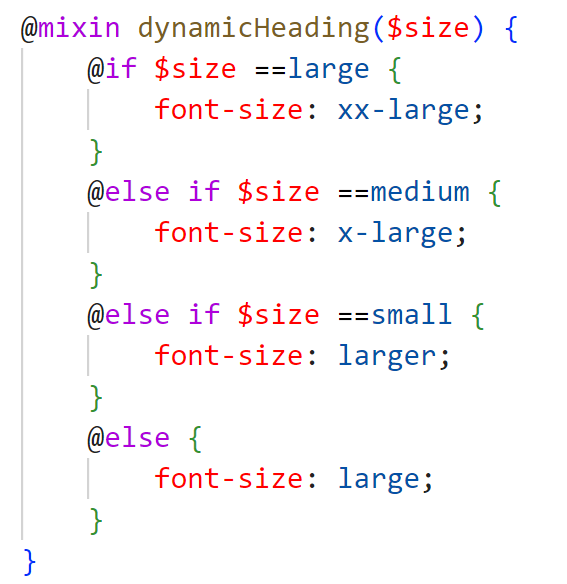 @mixin dynamicHeading($size) {
    @if $size ==large {
        font-size: xx-large;
    }
    @else if $size ==medium {
        font-size: x-large;
    }
    @else if $size ==small {
        font-size: larger;
    }
    @else {
        font-size: large;
    }
}